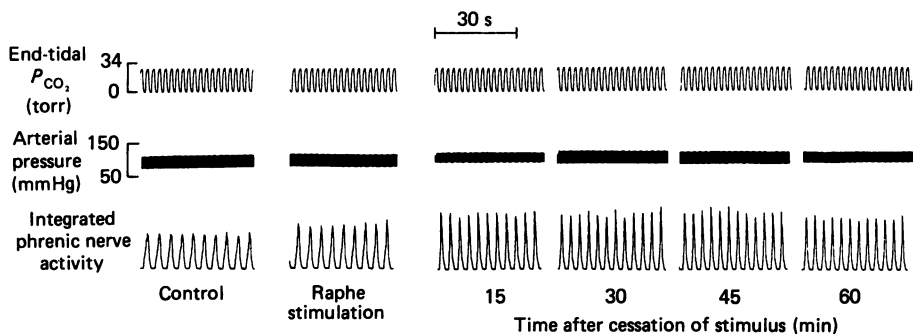 30 s
End-tidal
P CO₂
(torr)
34
0
Arterial
pressure
(mmHg)
150
50
Integrated
phrenic nerve
activity
Control
Raphe
stimulation
15
30
45
60
Time after cessation of stimulus (min)